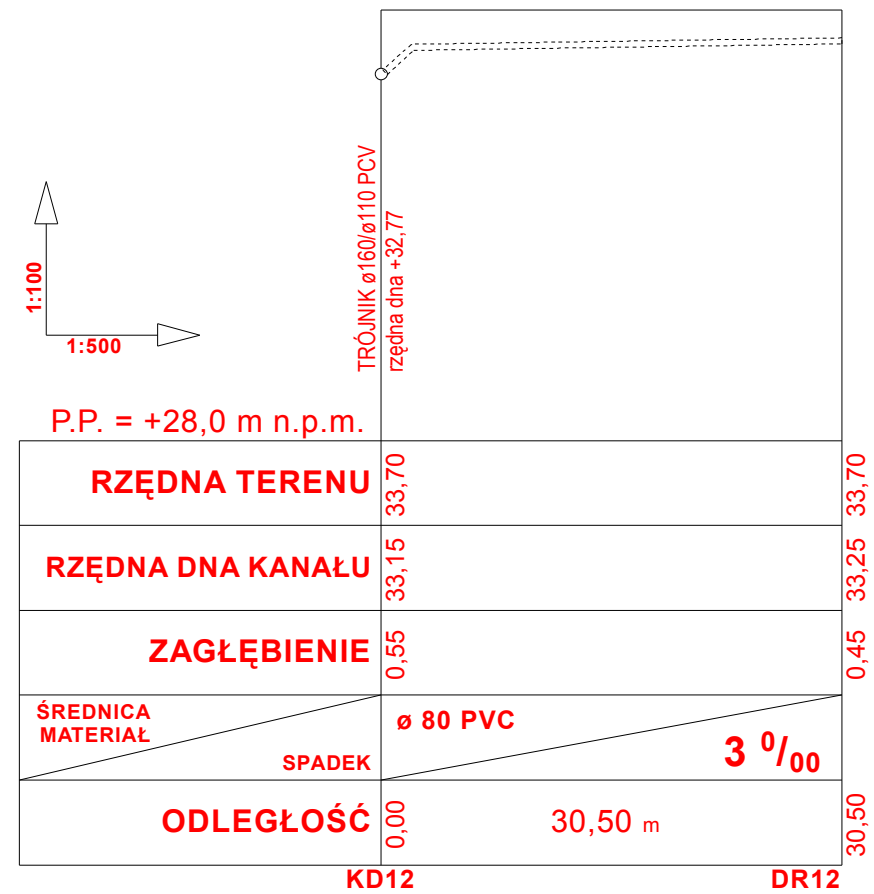 TRÓJNIK ø160/ø110 PCV
rzędna dna +32,77
1:100
1:500
P.P. = +28,0 m n.p.m.
RZĘDNA TERENU 33,70 33,70
RZĘDNA DNA KANAŁU 33,15 33,25
ZAGŁĘBIENIE 0,55 0,45
ŚREDNICA
MATERIAŁ
SPADEK
ø 80 PVC
3 ⁰/₀₀
ODLEGŁOŚĆ 0,00 30,50 m 30,50
KD12 DR12